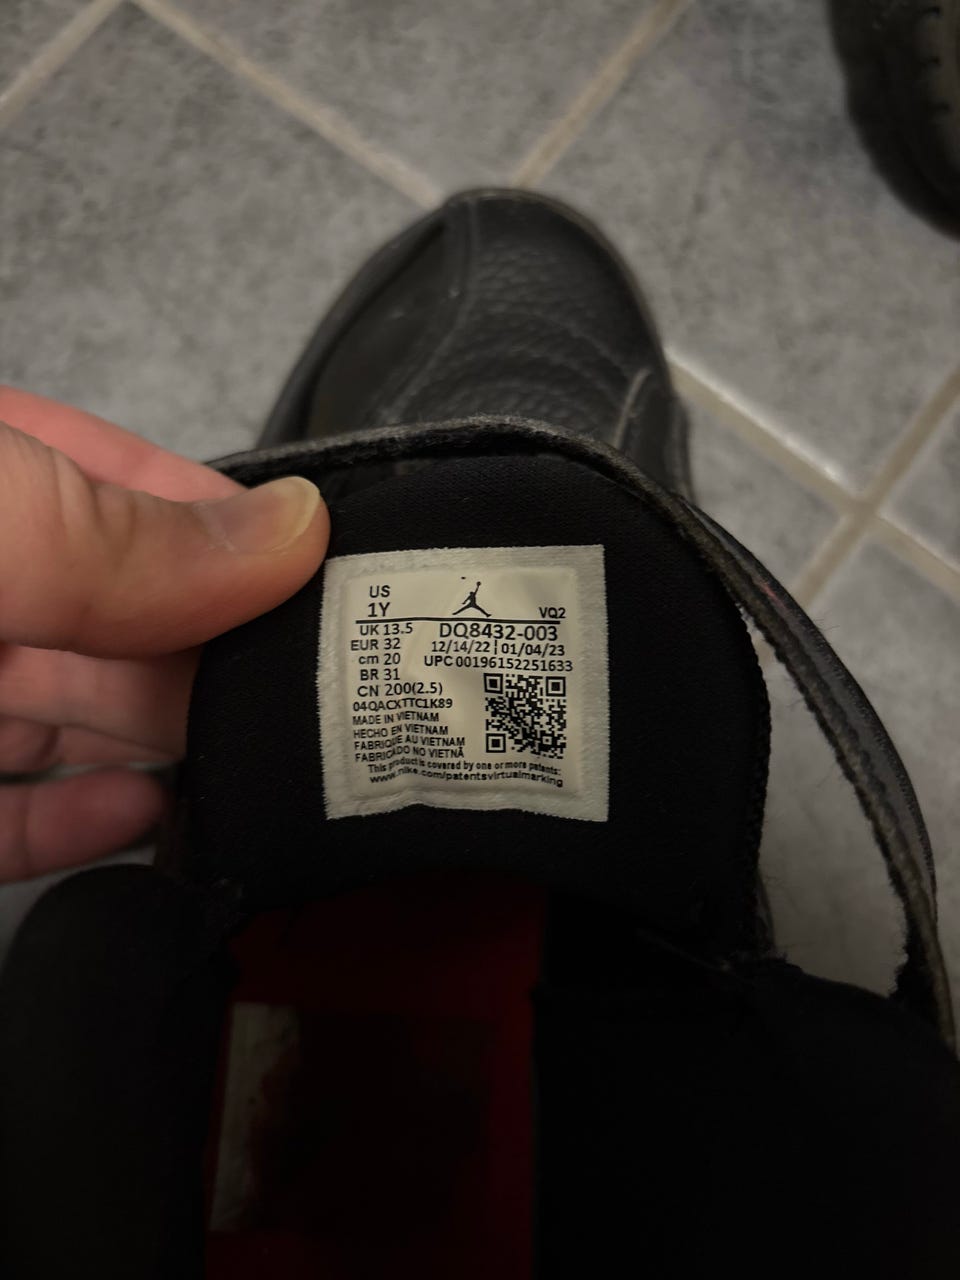 US
1Y
VQ2
UK 13.5
DQ8432-003
EUR 32
12/14/22 | 01/04/23
cm 20
UPC 00196152251633
BR 31
CN 200(2.5)
04QACXTTC1K89
MADE IN VIETNAM
HECHO EN VIETNAM
FABRIQUE AU VIETNAM
FABRICADO NO VIETNÃ
This product is covered by one or more patents:
www.nike.com/patentsvirtualmarking